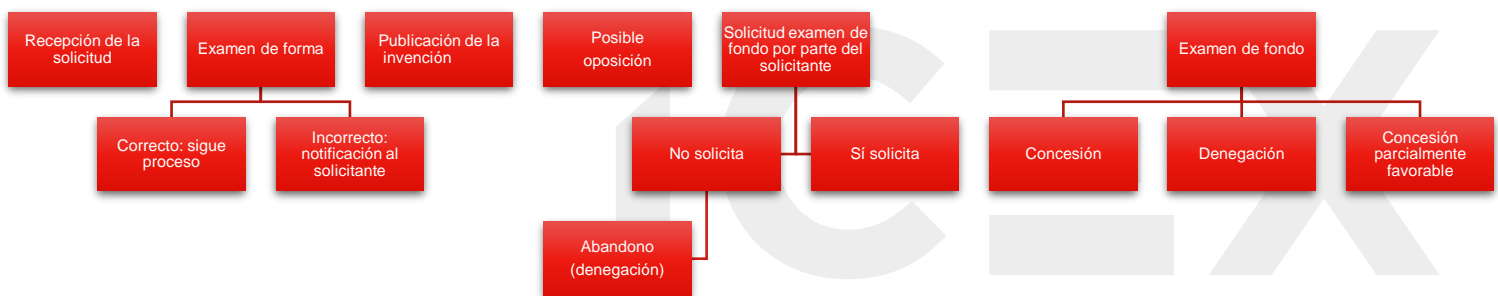 Recepción de la
solicitud
Examen de forma
Publicación de la
invención
Posible
oposición
Solicitud examen de
fondo por parte del
solicitante
Examen de fondo
Correcto: sigue
proceso
Incorrecto:
notificación al
solicitante
No solicita
Sí solicita
Concesión
Denegación
Concesión
parcialmente
favorable
Abandono
(denegación)
ICEX